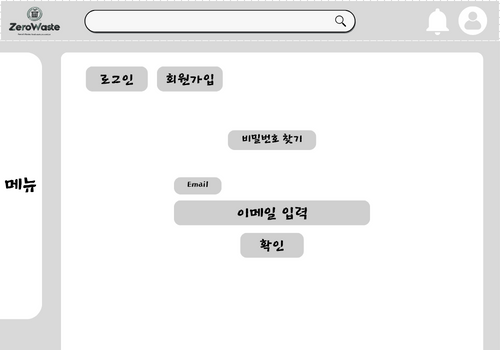 ZeroWaste
로그인 회원가입
비밀번호 찾기
메뉴
Email
이메일 입력
확인